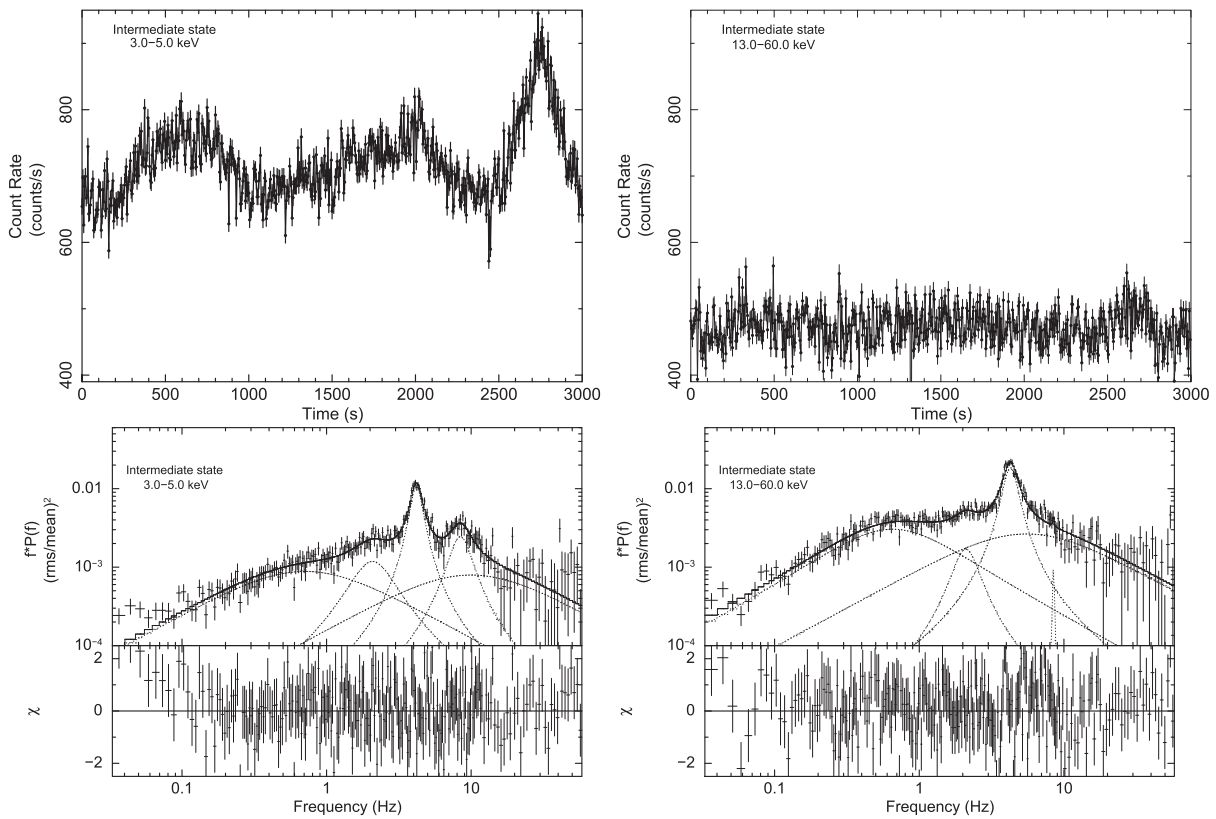 Intermediate state
3.0−5.0 keV
Count Rate
(counts/s)
800
600
400
0 500 1000 1500 2000 2500 3000
Time (s)
Intermediate state
13.0−60.0 keV
Count Rate
(counts/s)
800
600
400
0 500 1000 1500 2000 2500 3000
Time (s)
Intermediate state
3.0−5.0 keV
f*P(f)
(rms/mean)²
0.01
10⁻³
10⁻⁴
χ
2
0
−2
0.1 1 10
Frequency (Hz)
Intermediate state
13.0−60.0 keV
f*P(f)
(rms/mean)²
0.01
10⁻³
10⁻⁴
χ
2
0
−2
0.1 1 10
Frequency (Hz)